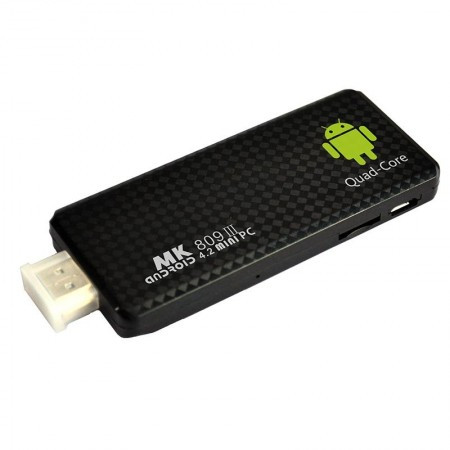 MK 809 III
ANDROID 4.2 MINI PC
Quad-Core